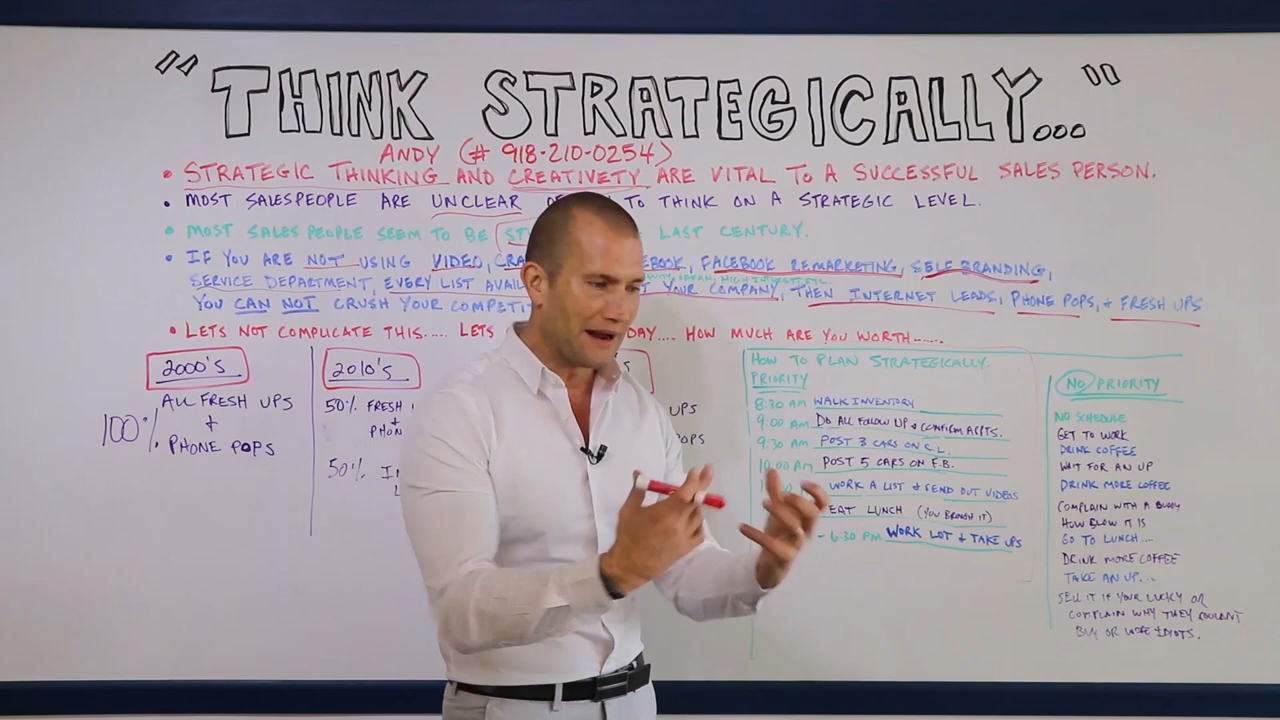 "THINK STRATEGICALLY..."
ANDY (# 918-210-0254)
• STRATEGIC THINKING AND CREATIVETY ARE VITAL TO A SUCCESSFUL SALES PERSON.
• MOST SALESPEOPLE ARE UNCLEAR TO THINK ON A STRATEGIC LEVEL.
• MOST SALES PEOPLE SEEM TO BE LAST CENTURY.
• IF YOU ARE NOT USING VIDEO, FACEBOOK REMARKETING, SELF BRANDING,
SERVICE DEPARTMENT, EVERY LIST YOUR COMPANY, THEN INTERNET LEADS, PHONE POPS, + FRESH UPS
YOU CAN NOT CRUSH YOUR
• LETS NOT COMPLICATE THIS..... LETS .... HOW MUCH ARE YOU WORTH.......
2000'S
100%
ALL FRESH UPS
+
PHONE POPS
2010'S
50% FRESH
+
50%
UPS
HOW TO PLAN STRATEGICALLY.
PRIORITY
8:30 AM WALK INVENTORY
9:00 AM DO ALL FOLLOW UP + CONFIRM APPTS.
9:30 AM POST 3 CARS ON C.L.
10:00 AM POST 5 CARS ON F.B.
WORK A LIST + SEND OUT VIDEOS
EAT LUNCH (YOU BROUGH IT)
- 6:30 PM WORK LOT + TAKE UPS
NO PRIORITY
NO SCHEDULE
GET TO WORK
DRINK COFFEE
WAIT FOR AN UP
DRINK MORE COFFEE
COMPLAIN WITH A BUDDY
HOW SLOW IT IS
GO TO LUNCH....
DRINK MORE COFFEE
TAKE AN UP...
SELL IT IF YOUR LUCKY OR
COMPLAIN WHY THEY COULDNT
BUY OR WERE IDIOTS.